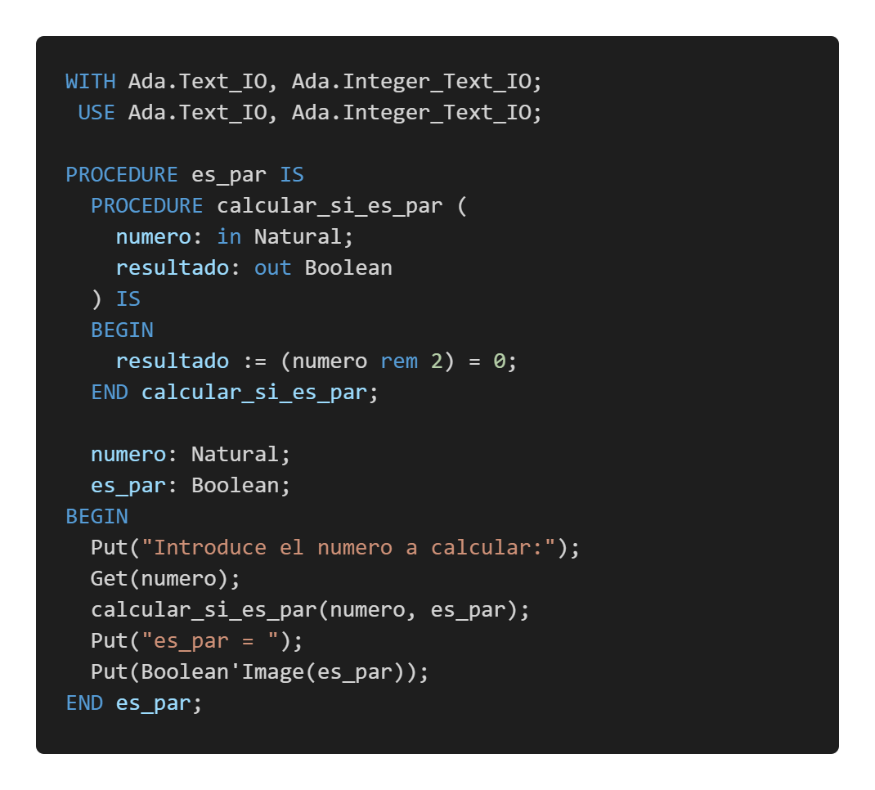 WITH Ada.Text_IO, Ada.Integer_Text_IO;
 USE Ada.Text_IO, Ada.Integer_Text_IO;

PROCEDURE es_par IS
  PROCEDURE calcular_si_es_par (
    numero: in Natural;
    resultado: out Boolean
  ) IS
  BEGIN
    resultado := (numero rem 2) = 0;
  END calcular_si_es_par;

  numero: Natural;
  es_par: Boolean;
BEGIN
  Put("Introduce el numero a calcular:");
  Get(numero);
  calcular_si_es_par(numero, es_par);
  Put("es_par = ");
  Put(Boolean'Image(es_par));
END es_par;